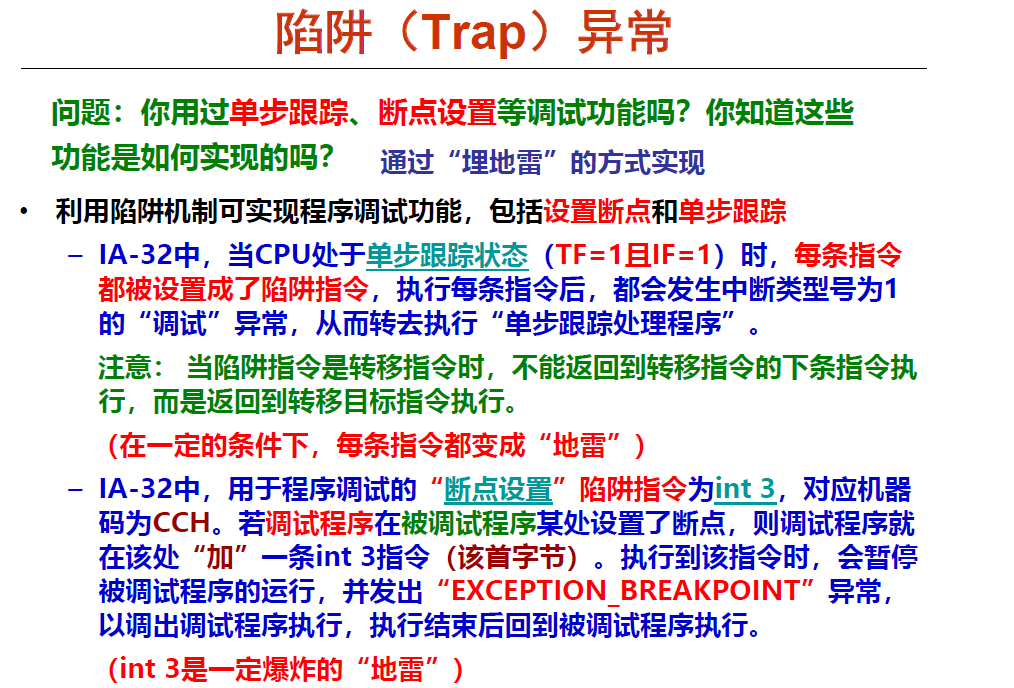 陷阱（Trap）异常
问题：你用过单步跟踪、断点设置等调试功能吗？你知道这些
功能是如何实现的吗？ 通过“埋地雷”的方式实现
• 利用陷阱机制可实现程序调试功能，包括设置断点和单步跟踪
– IA-32中，当CPU处于单步跟踪状态（TF=1且IF=1）时，每条指令
都被设置成了陷阱指令，执行每条指令后，都会发生中断类型号为1
的“调试”异常，从而转去执行“单步跟踪处理程序”。
注意： 当陷阱指令是转移指令时，不能返回到转移指令的下条指令执
行，而是返回到转移目标指令执行。
（在一定的条件下，每条指令都变成“地雷”）
– IA-32中，用于程序调试的“断点设置”陷阱指令为int 3，对应机器
码为CCH。若调试程序在被调试程序某处设置了断点，则调试程序就
在该处“加”一条int 3指令（该首字节）。执行到该指令时，会暂停
被调试程序的运行，并发出“EXCEPTION_BREAKPOINT”异常，
以调出调试程序执行，执行结束后回到被调试程序执行。
（int 3是一定爆炸的“地雷”）